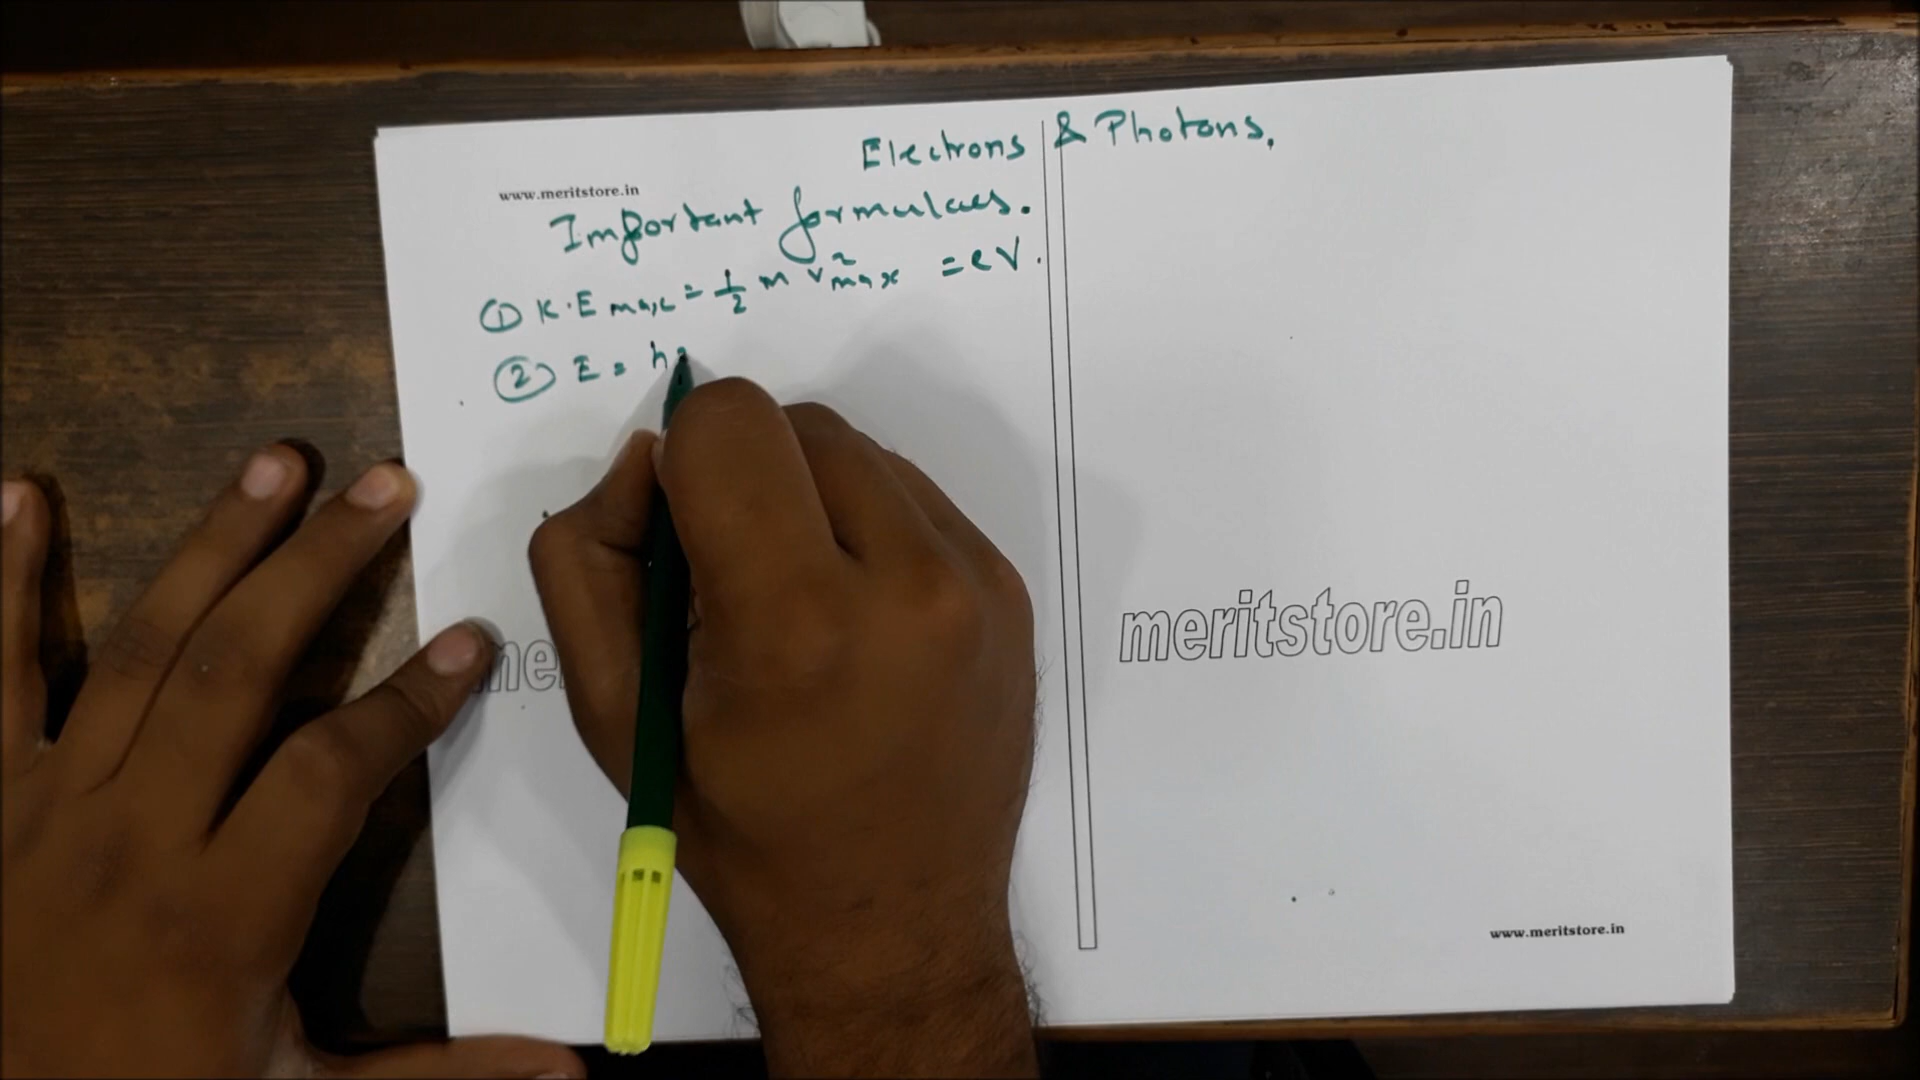 Electrons & Photons.
www.meritstore.in
Important formulaes.
① K.E max = 1/2 m v²max = eV.
② E = h
me
meritstore.in
www.meritstore.in